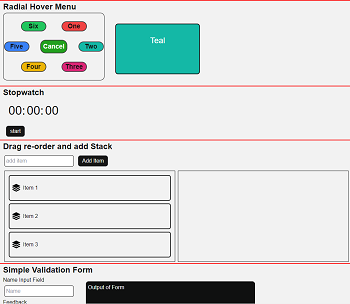 Radial Hover Menu
Six
One
Five
Cancel
Two
Four
Three
Teal
Stopwatch
00:00:00
start
Drag re-order and add Stack
add item
Add Item
Item 1
Item 2
Item 3
Simple Validation Form
Name Input Field
Name
Feedback
Output of Form